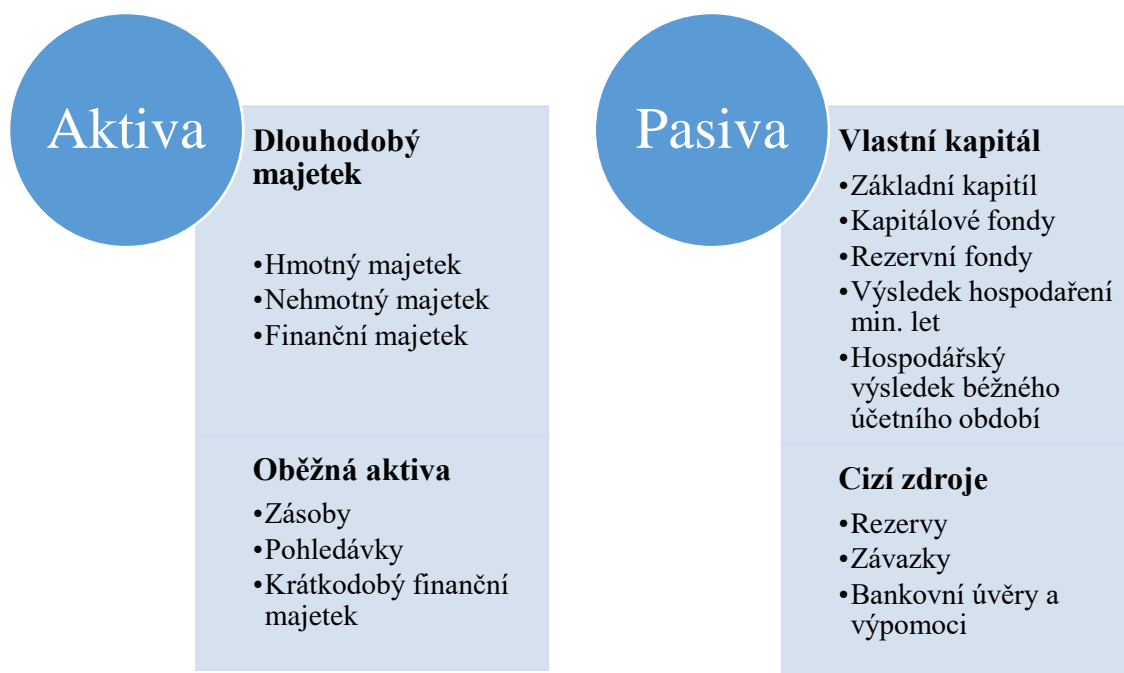 Aktiva
Dlouhodobý
majetek
•Hmotný majetek
•Nehmotný majetek
•Finanční majetek
Oběžná aktiva
•Zásoby
•Pohledávky
•Krátkodobý finanční
majetek
Pasiva
Vlastní kapitál
•Základní kapitíl
•Kapitálové fondy
•Rezervní fondy
•Výsledek hospodaření
min. let
•Hospodářský
výsledek béžného
účetního období
Cizí zdroje
•Rezervy
•Závazky
•Bankovní úvěry a
výpomoci